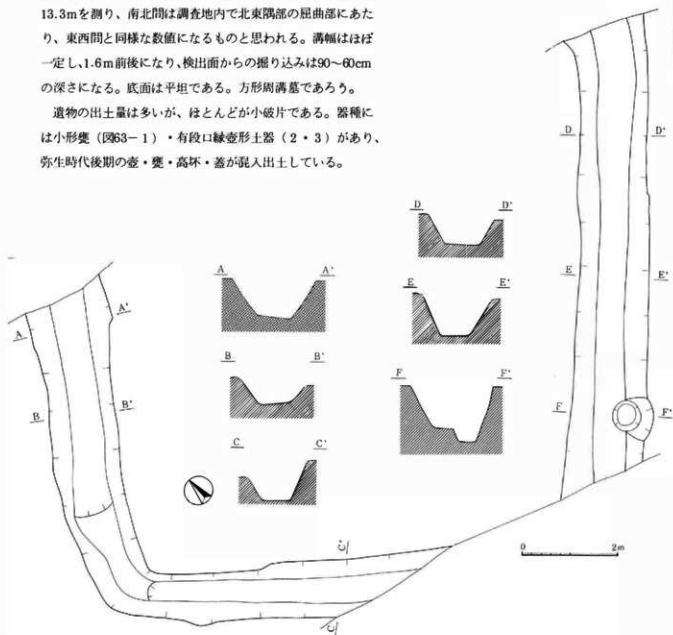 13.3mを測り、南北間は調査地内で北東隅部の屈曲部にあた
り、東西間と同様な数値になるものと思われる。溝幅はほぼ
一定し、1.6m前後になり、検出面からの掘り込みは90〜60cm
の深さになる。底面は平坦である。方形周溝墓であろう。
遺物の出土量は多いが、ほとんどが小破片である。器種に
は小形甕（図63−1）・有段口縁壺形土器（2・3）があり、
弥生時代後期の壺・甕・高坏・蓋が混入出土している。
D D'
D D'
E E'
A A'
E E'
A A'
B B'
B B'
F F'
F F'
C C'
C'
C
0 2m